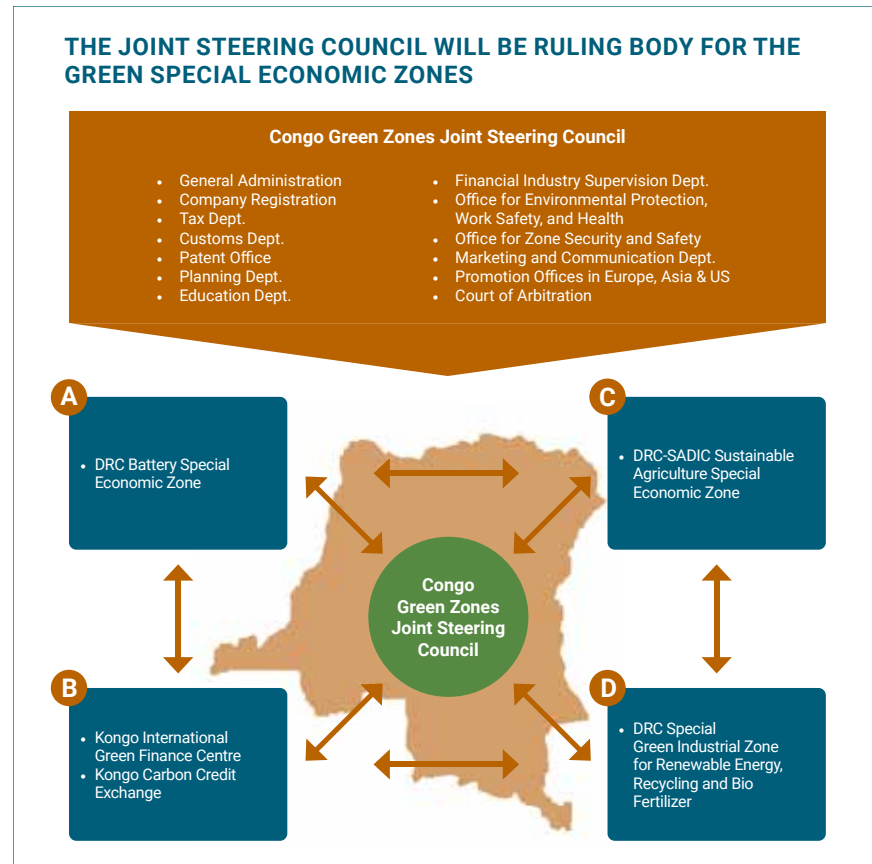 THE JOINT STEERING COUNCIL WILL BE RULING BODY FOR THE
GREEN SPECIAL ECONOMIC ZONES
Congo Green Zones Joint Steering Council
• General Administration
• Company Registration
• Tax Dept.
• Customs Dept.
• Patent Office
• Planning Dept.
• Education Dept.
• Financial Industry Supervision Dept.
• Office for Environmental Protection,
Work Safety, and Health
• Office for Zone Security and Safety
• Marketing and Communication Dept.
• Promotion Offices in Europe, Asia & US
• Court of Arbitration
A
• DRC Battery Special
Economic Zone
C
• DRC-SADIC Sustainable
Agriculture Special
Economic Zone
Congo
Green Zones
Joint Steering
Council
B
• Kongo International
Green Finance Centre
• Kongo Carbon Credit
Exchange
D
• DRC Special
Green Industrial Zone
for Renewable Energy,
Recycling and Bio
Fertilizer